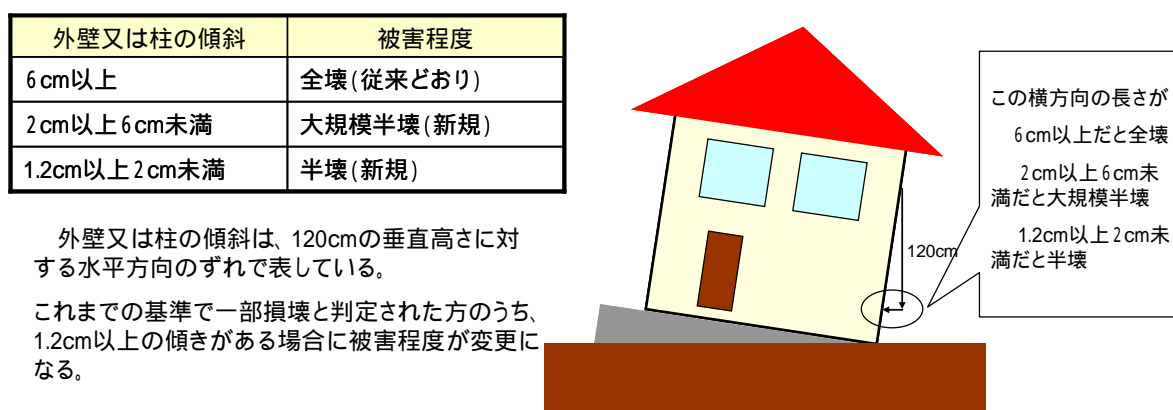 外壁又は柱の傾斜 被害程度
6cm以上 全壊(従来どおり)
2cm以上6cm未満 大規模半壊(新規)
1.2cm以上2cm未満 半壊(新規)
外壁又は柱の傾斜は、120cmの垂直高さに対
する水平方向のずれで表している。
これまでの基準で一部損壊と判定された方のうち、
1.2cm以上の傾きがある場合に被害程度が変更に
なる。
120cm
この横方向の長さが
6cm以上だと全壊
2cm以上6cm未
満だと大規模半壊
1.2cm以上2cm未
満だと半壊